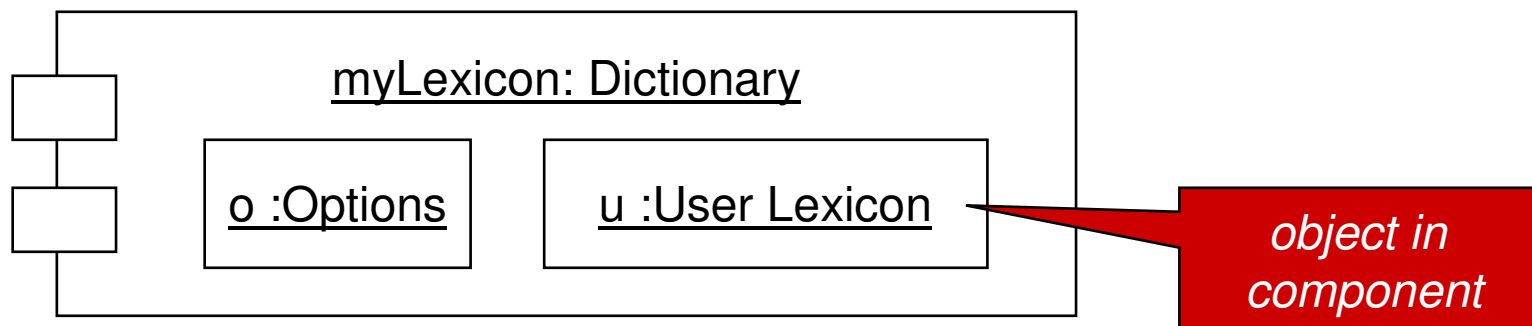 myLexicon: Dictionary
o :Options
u :User Lexicon
object in
component